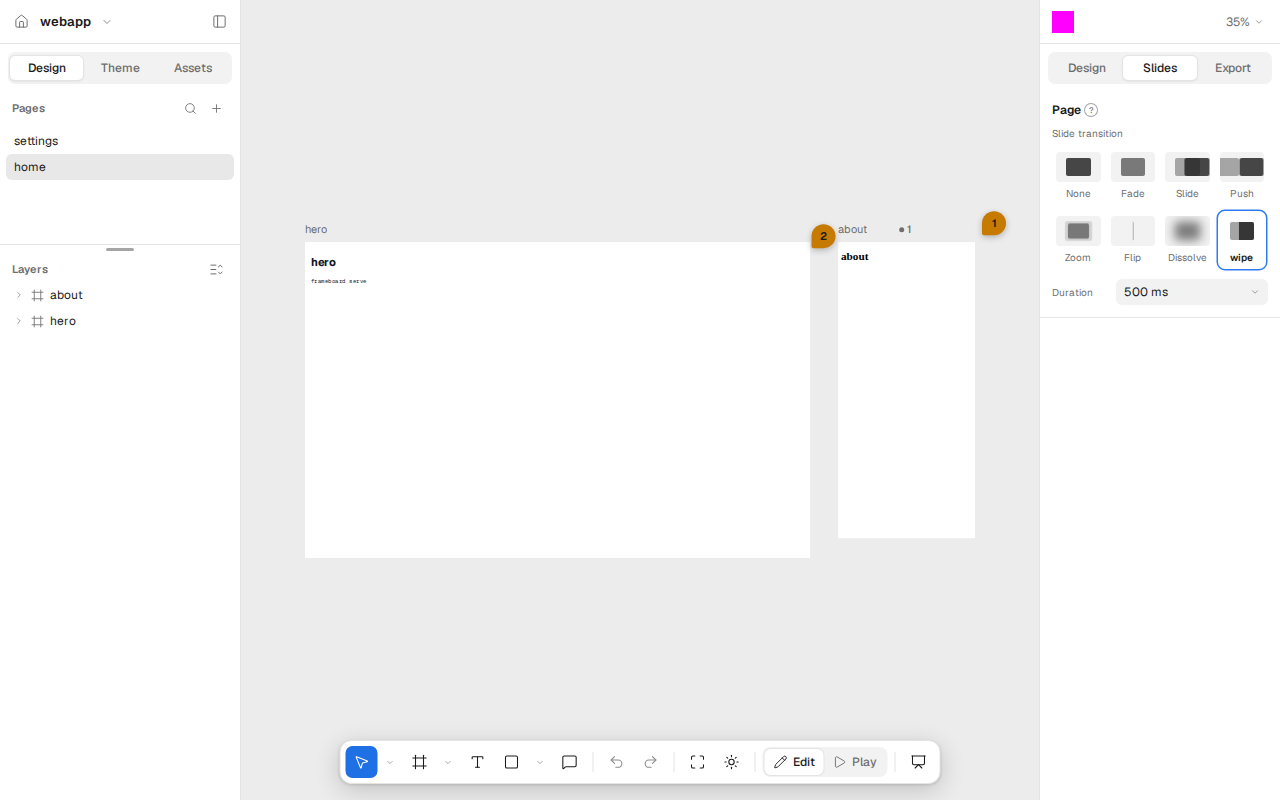 webapp
Design Theme Assets
Pages
settings
home
Layers
about
hero
hero
2
about 1
1
hero
frameboard serve
about
Edit Play
35%
Design Slides Export
Page ?
Slide transition
None Fade Slide Push
Zoom Flip Dissolve wipe
Duration 500 ms